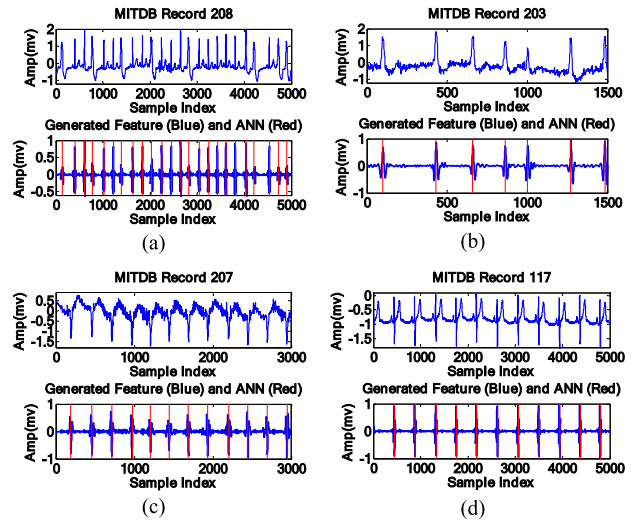 MITDB Record 208
Amp(mv)
2
1
0
-1
0 1000 2000 3000 4000 5000
Sample Index
Generated Feature (Blue) and ANN (Red)
Amp(mv)
1
0.5
0
-0.5
0 1000 2000 3000 4000 5000
Sample Index
(a)
MITDB Record 203
Amp(mv)
2
1
0
-1
0 500 1000 1500
Sample Index
Generated Feature (Blue) and ANN (Red)
Amp(mv)
1
0
-1
0 500 1000 1500
Sample Index
(b)
MITDB Record 207
Amp(mv)
0.5
-0.5
-1.5
0 1000 2000 3000
Sample Index
Generated Feature (Blue) and ANN (Red)
Amp(mv)
1
0
-1
0 1000 2000 3000
Sample Index
(c)
MITDB Record 117
Amp(mv)
0
-0.5
-1
-1.5
0 1000 2000 3000 4000 5000
Sample Index
Generated Feature (Blue) and ANN (Red)
Amp(mv)
1
0
-1
0 1000 2000 3000 4000 5000
Sample Index
(d)